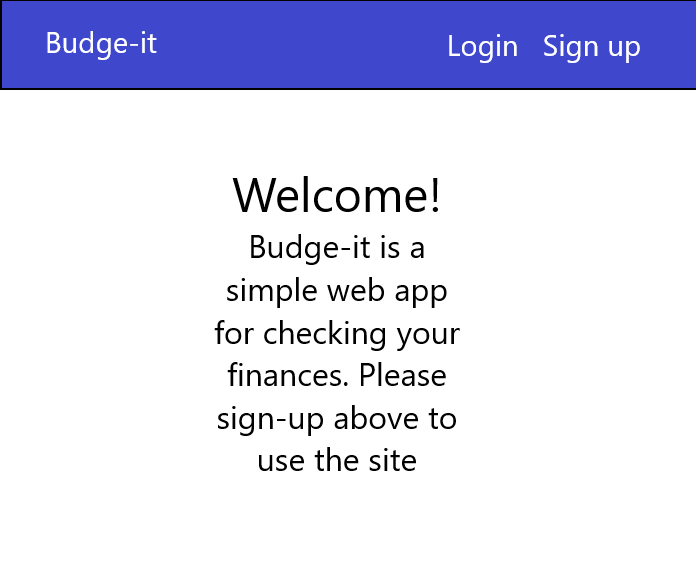 Budge-it
Login Sign up
Welcome!
Budge-it is a
simple web app
for checking your
finances. Please
sign-up above to
use the site